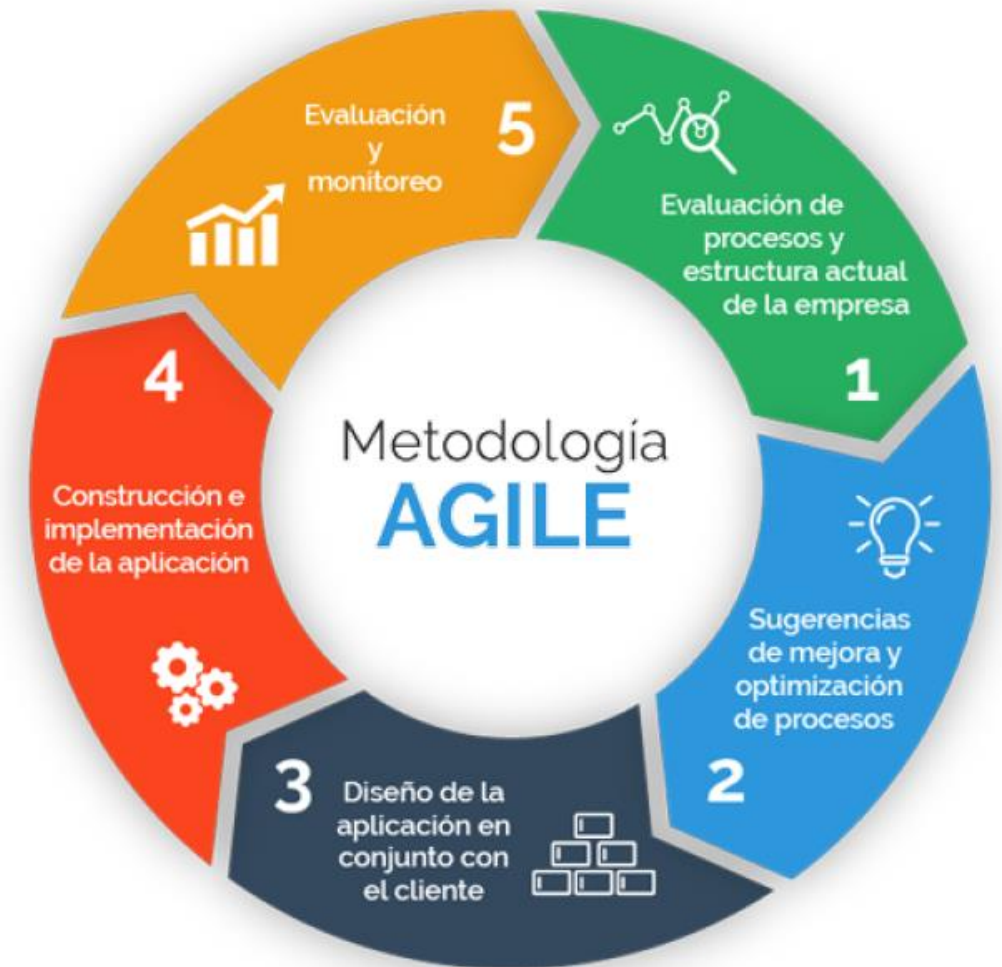 Metodología
AGILE
Evaluación de
procesos y
estructura actual
de la empresa
1
Sugerencias
de mejora y
optimización
de procesos
2
3
Diseño de la
aplicación en
conjunto con
el cliente
4
Construcción e
implementación
de la aplicación
Evaluación
y
monitoreo
5